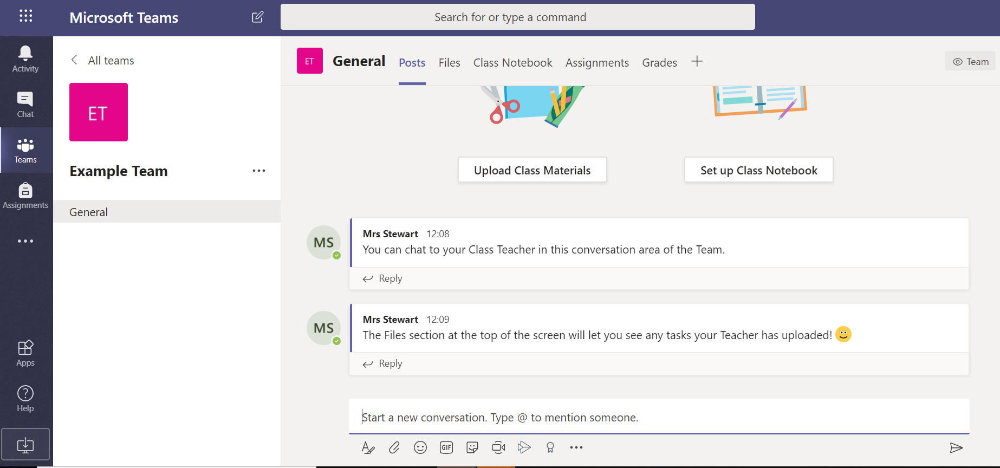 Microsoft Teams
Search for or type a command
Activity
Chat
Teams
Assignments
Apps
Help
All teams
ET
Example Team
General
ET
General
Posts
Files
Class Notebook
Assignments
Grades
Team
Upload Class Materials
Set up Class Notebook
MS
Mrs Stewart 12:08
You can chat to your Class Teacher in this conversation area of the Team.
Reply
MS
Mrs Stewart 12:09
The Files section at the top of the screen will let you see any tasks your Teacher has uploaded!
Reply
Start a new conversation. Type @ to mention someone.
GIF